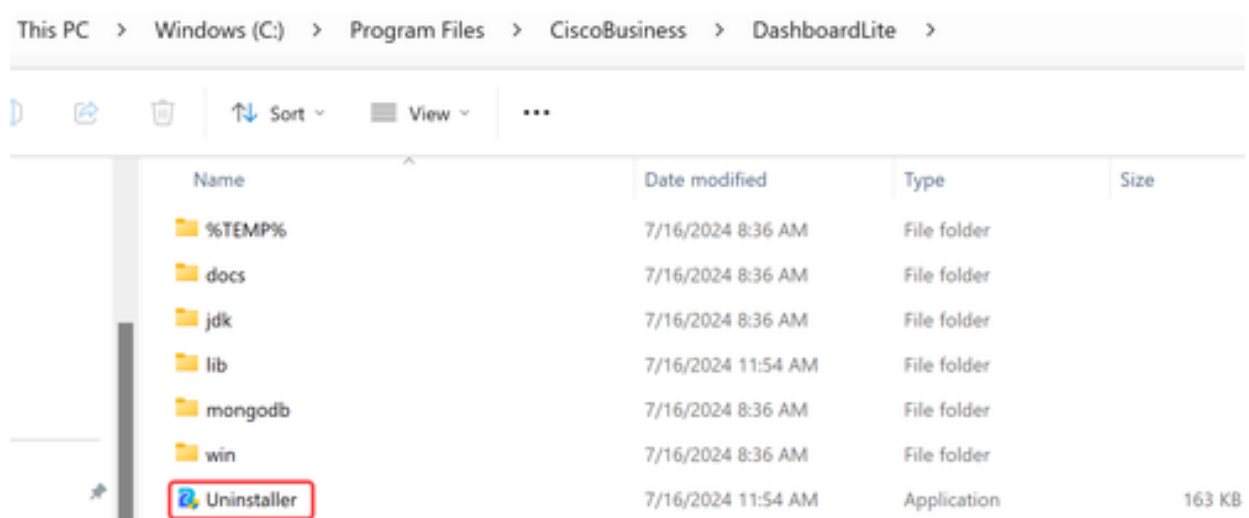 This PC > Windows (C:) > Program Files > CiscoBusiness > DashboardLite >
Sort View ...
Name Date modified Type Size
%TEMP% 7/16/2024 8:36 AM File folder
docs 7/16/2024 8:36 AM File folder
jdk 7/16/2024 8:36 AM File folder
lib 7/16/2024 11:54 AM File folder
mongodb 7/16/2024 8:36 AM File folder
win 7/16/2024 8:36 AM File folder
Uninstaller 7/16/2024 11:54 AM Application 163 KB